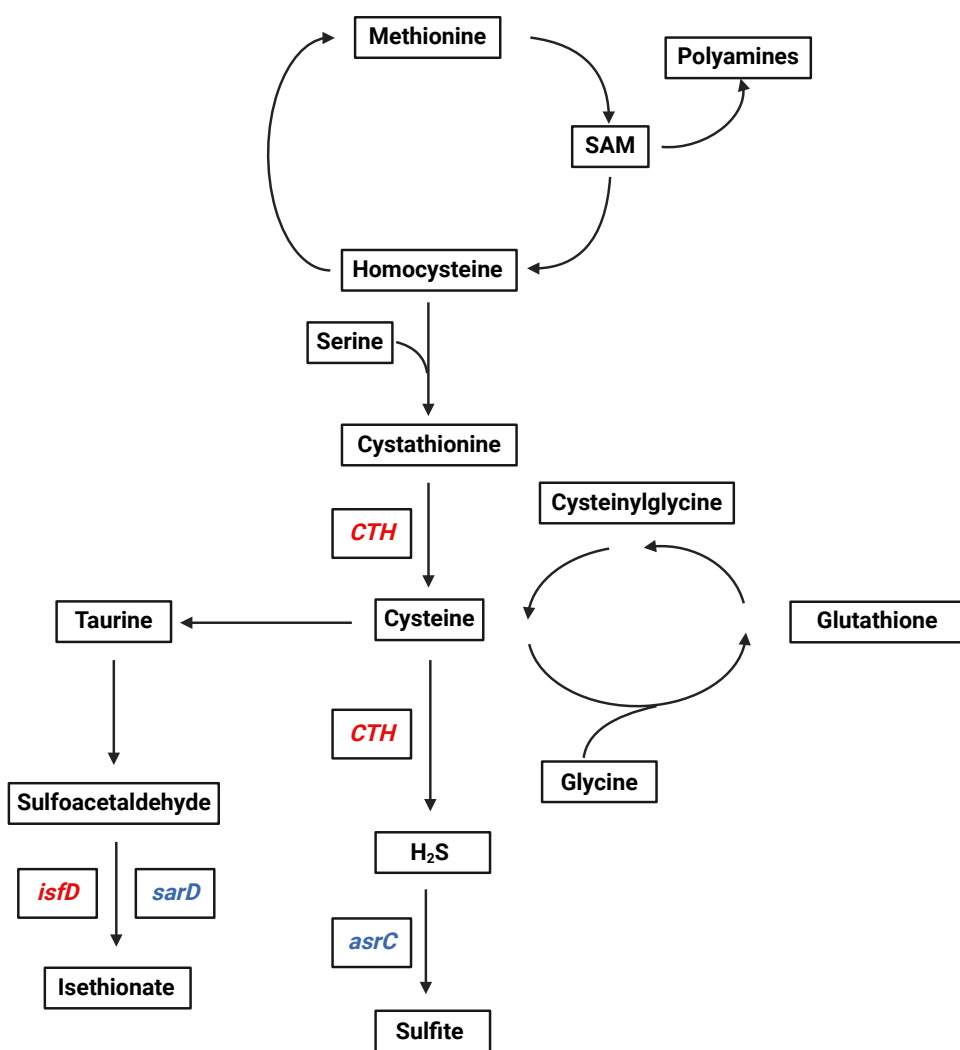 Methionine
Polyamines
SAM
Homocysteine
Serine
Cystathionine
Cysteinylglycine
CTH
Taurine
Cysteine
Glutathione
CTH
Glycine
Sulfoacetaldehyde
H₂S
isfD
sarD
asrC
Isethionate
Sulfite